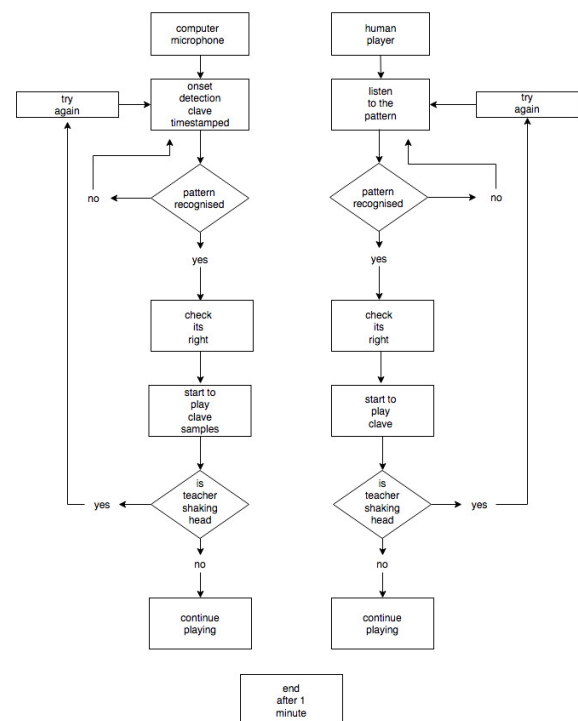 computer
microphone
human
player
try
again
onset
detection
clave
timestamped
listen
to the
pattern
try
again
no
pattern
recognised
pattern
recognised
no
yes
yes
check
its
right
check
its
right
start to
play
clave
samples
start to
play
clave
yes
is
teacher
shaking
head
is
teacher
shaking
head
yes
no
no
continue
playing
continue
playing
end
after 1
minute